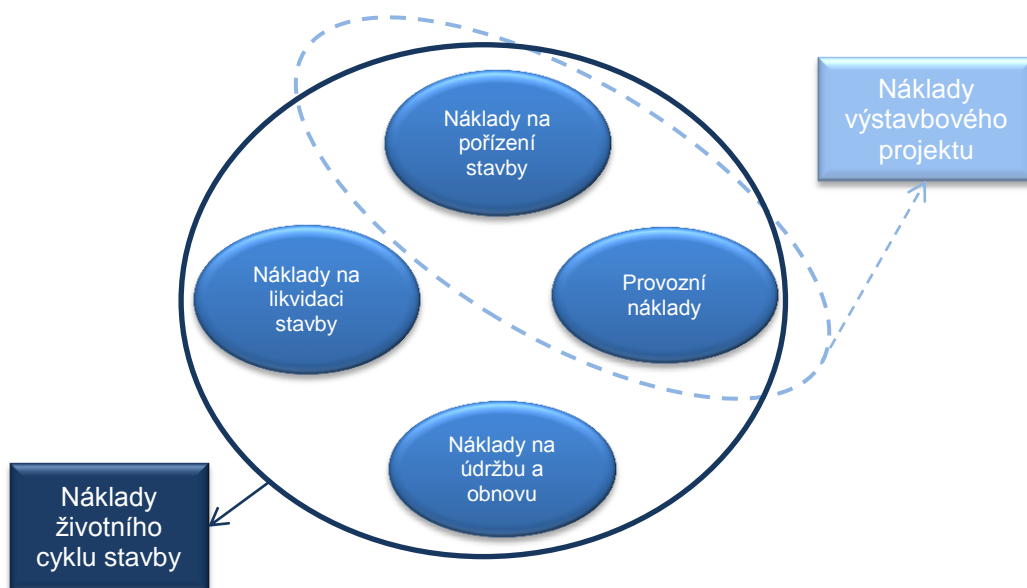 Náklady na
pořízení
stavby
Náklady
výstavbového
projektu
Náklady na
likvidaci
stavby
Provozní
náklady
Náklady na
údržbu a
obnovu
Náklady
životního
cyklu stavby